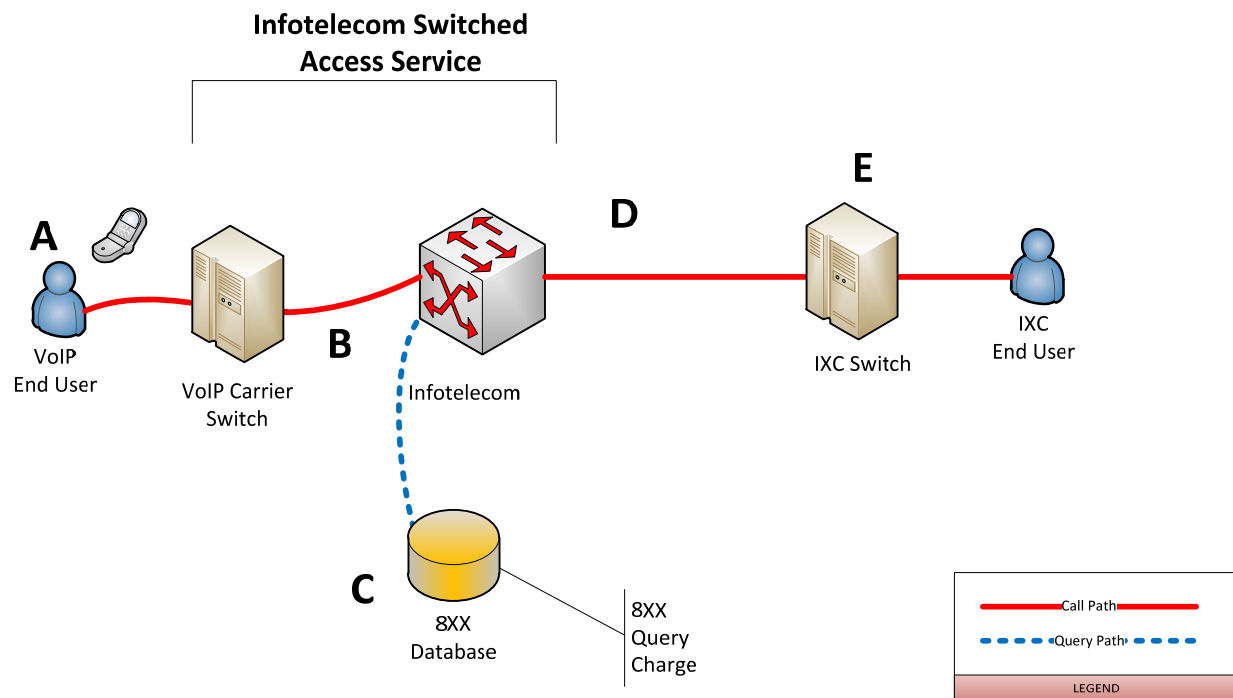 Infotelecom Switched
Access Service
A
VoIP
End User
VoIP Carrier
Switch
B
Infotelecom
D
E
IXC Switch
IXC
End User
C
8XX
Database
8XX
Query
Charge
Call Path
Query Path
LEGEND